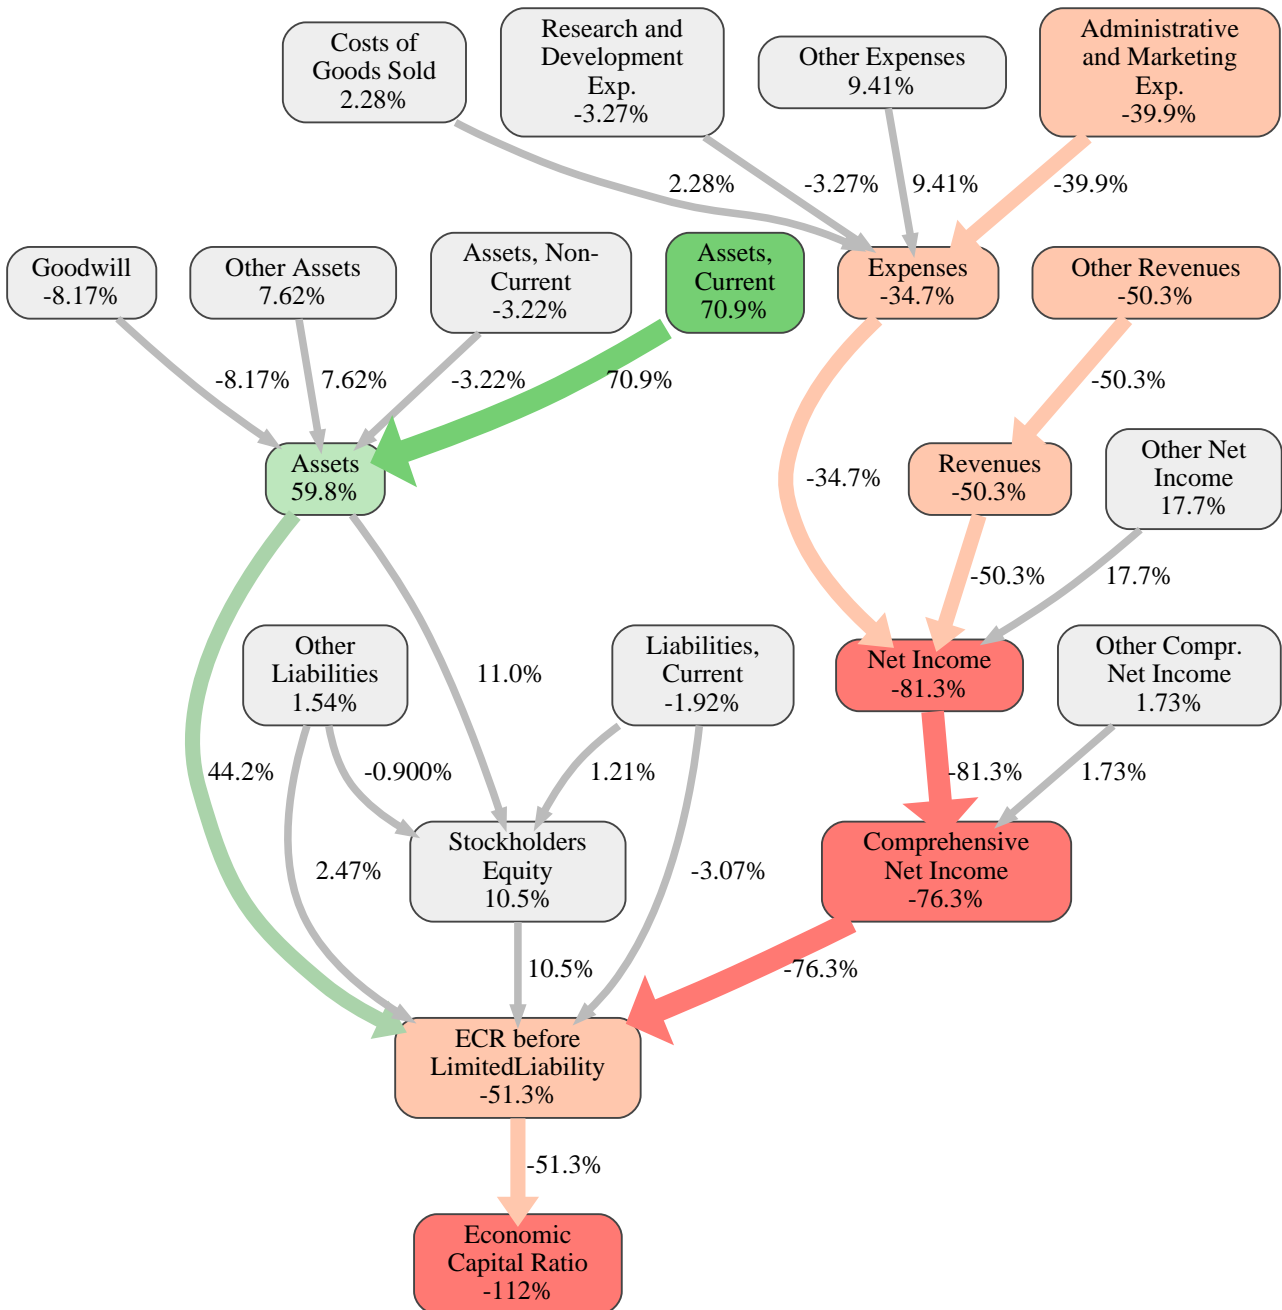 Costs of
Goods Sold
2.28%
Research and
Development
Exp.
-3.27%
Other Expenses
9.41%
Administrative
and Marketing
Exp.
-39.9%
2.28%
-3.27%
9.41%
-39.9%
Goodwill
-8.17%
Other Assets
7.62%
Assets, Non-
Current
-3.22%
Assets,
Current
70.9%
Expenses
-34.7%
Other Revenues
-50.3%
-8.17%
7.62%
-3.22%
70.9%
-50.3%
Assets
59.8%
-34.7%
Revenues
-50.3%
Other Net
Income
17.7%
-50.3%
17.7%
Other
Liabilities
1.54%
11.0%
Liabilities,
Current
-1.92%
Net Income
-81.3%
Other Compr.
Net Income
1.73%
44.2%
-0.900%
1.21%
-81.3%
1.73%
2.47%
Stockholders
Equity
10.5%
-3.07%
Comprehensive
Net Income
-76.3%
10.5%
-76.3%
ECR before
LimitedLiability
-51.3%
-51.3%
Economic
Capital Ratio
-112%